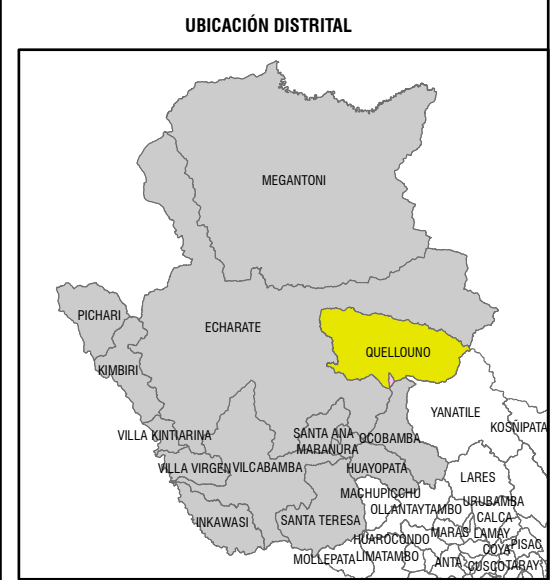 UBICACIÓN DISTRITAL
MEGANTONI
PICHARI
ECHARATE
QUELLOUNO
KIMBIRI
YANATILE
KOSÑIPATA
VILLA KINTIARINA
SANTA ANA
OCOBAMBA
MARANURA
VILLA VIRGEN
VILCABAMBA
HUAYOPATA
LARES
MACHUPICCHU
URUBAMBA
OLLANTAYTAMBO
CALCA
INKAWASI
SANTA TERESA
MARAS
LAMAY
HUAROCONDO
COYA
PISAC
MOLLEPATA
LIMATAMBO
ANTA
CUSCO
TARAY